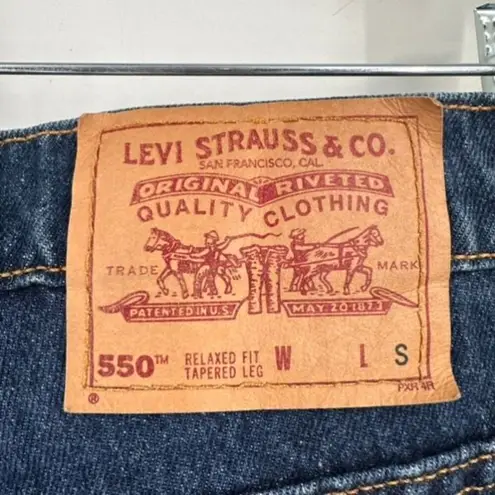 LEVI STRAUSS & CO.
SAN FRANCISCO, CAL.
ORIGINAL RIVETED
QUALITY CLOTHING
TRADE MARK
PATENTED IN U.S MAY 20 1873
550™ RELAXED FIT W L S
TAPERED LEG
® PXR 4R